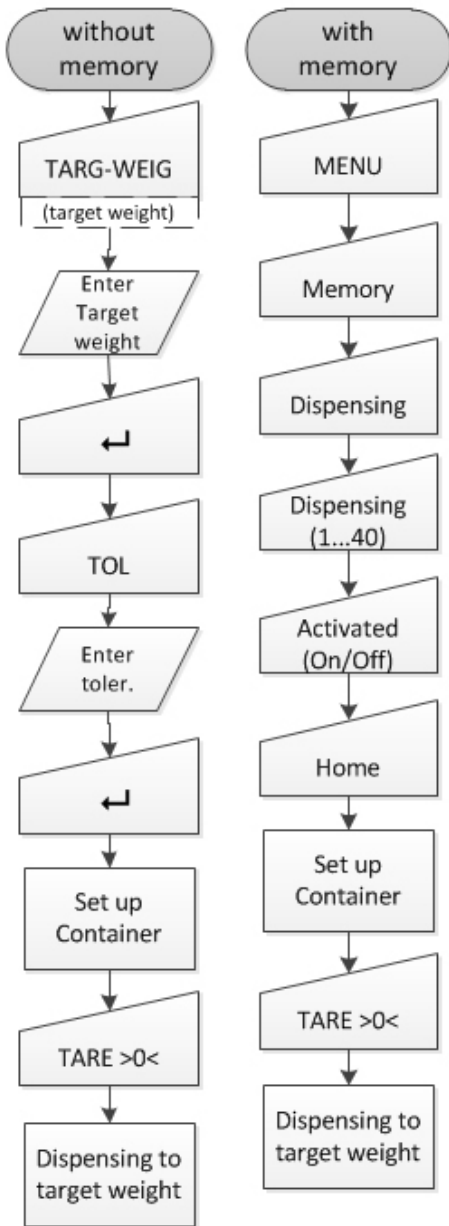 without
memory
TARG-WEIG
(target weight)
Enter
Target
weight
↵
TOL
Enter
toler.
↵
Set up
Container
TARE >0<
Dispensing to
target weight
with
memory
MENU
Memory
Dispensing
Dispensing
(1...40)
Activated
(On/Off)
Home
Set up
Container
TARE >0<
Dispensing to
target weight